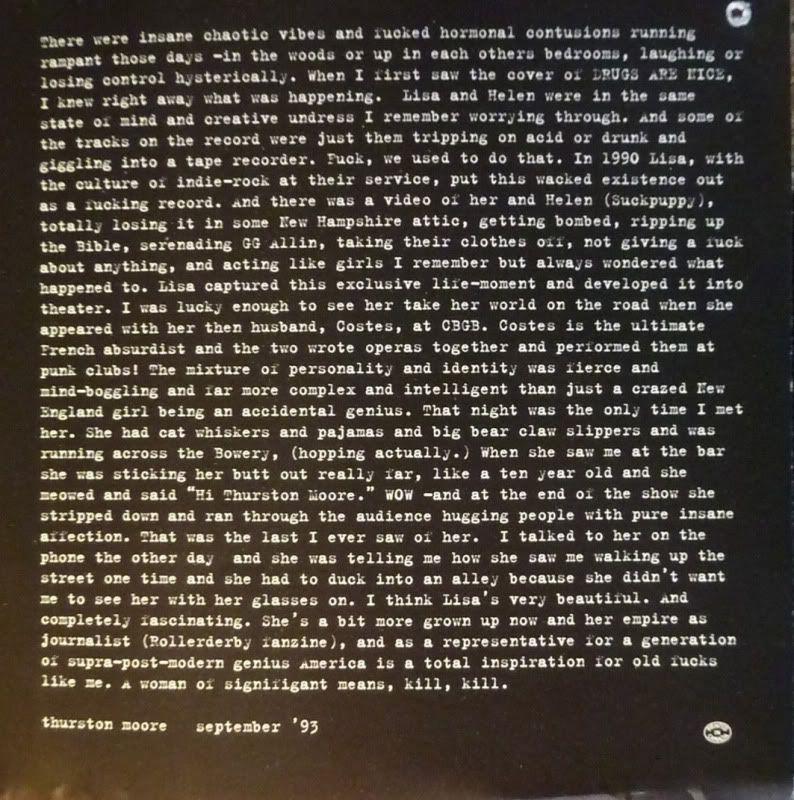 There were insane chaotic vibes and fucked hormonal contusions running
rampant those days -in the woods or up in each others bedrooms, laughing or
losing control hysterically. When I first saw the cover of DRUGS ARE NICE,
I knew right away what was happening.  Lisa and Helen were in the same
state of mind and creative undress I remember worrying through. And some of
the tracks on the record were just them tripping on acid or drunk and
giggling into a tape recorder. Fuck, we used to do that. In 1990 Lisa, with
the culture of indie-rock at their service, put this wacked existence out
as a fucking record. And there was a video of her and Helen (Suckpuppy),
totally losing it in some New Hampshire attic, getting bombed, ripping up
the Bible, serenading GG Allin, taking their clothes off, not giving a fuck
about anything, and acting like girls I remember but always wondered what
happened to. Lisa captured this exclusive life-moment and developed it into
theater. I was lucky enough to see her take her world on the road when she
appeared with her then husband, Costes, at CBGB. Costes is the ultimate
French absurdist and the two wrote operas together and performed them at
punk clubs! The mixture of personality and identity was fierce and
mind-boggling and far more complex and intelligent than just a crazed New
England girl being an accidental genius. That night was the only time I met
her. She had cat whiskers and pajamas and big bear claw slippers and was
running across the Bowery, (hopping actually.) When she saw me at the bar
she was sticking her butt out really far, like a ten year old and she
meowed and said "Hi Thurston Moore." WOW -and at the end of the show she
stripped down and ran through the audience hugging people with pure insane
affection. That was the last I ever saw of her.  I talked to her on the
phone the other day  and she was telling me how she saw me walking up the
street one time and she had to duck into an alley because she didn't want
me to see her with her glasses on. I think Lisa's very beautiful. And
completely fascinating. She's a bit more grown up now and her empire as
journalist (Rollerderby fanzine), and as a representative for a generation
of supra-post-modern genius America is a total inspiration for old fucks
like me. A woman of signifigant means, kill, kill.
thurston moore   september '93